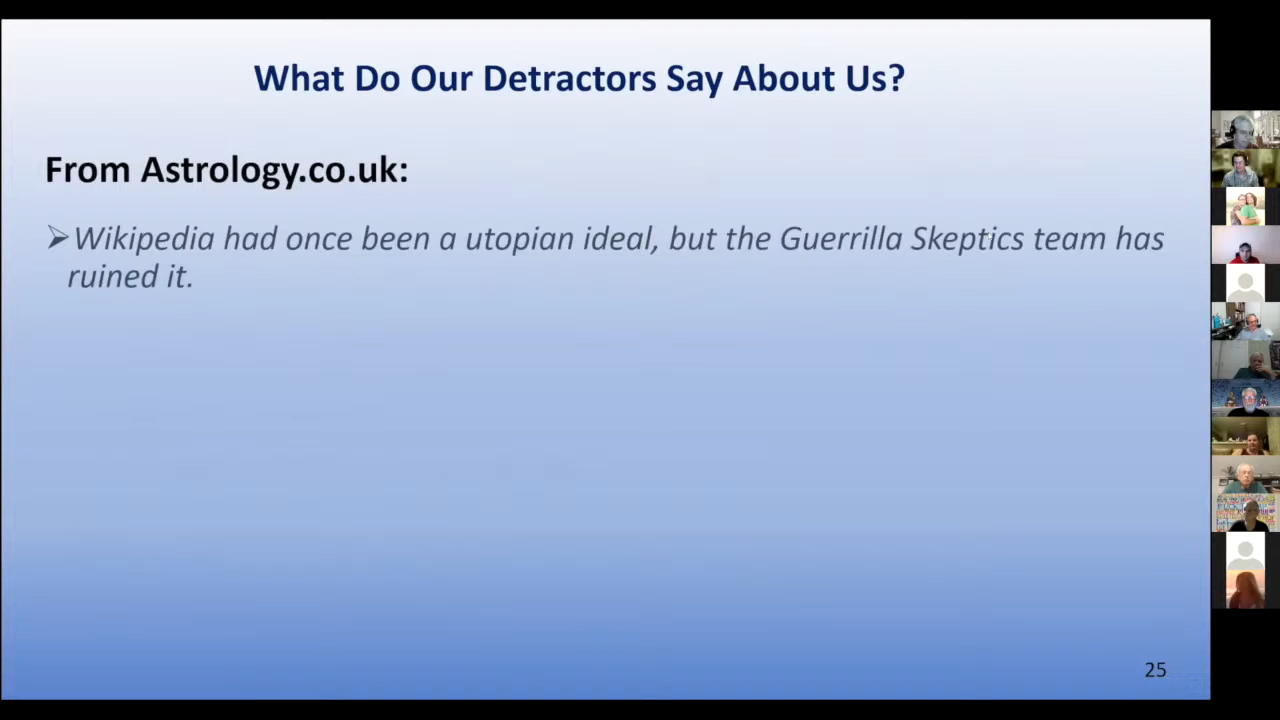 What Do Our Detractors Say About Us?
From Astrology.co.uk:
➢Wikipedia had once been a utopian ideal, but the Guerrilla Skeptics team has
ruined it.
25